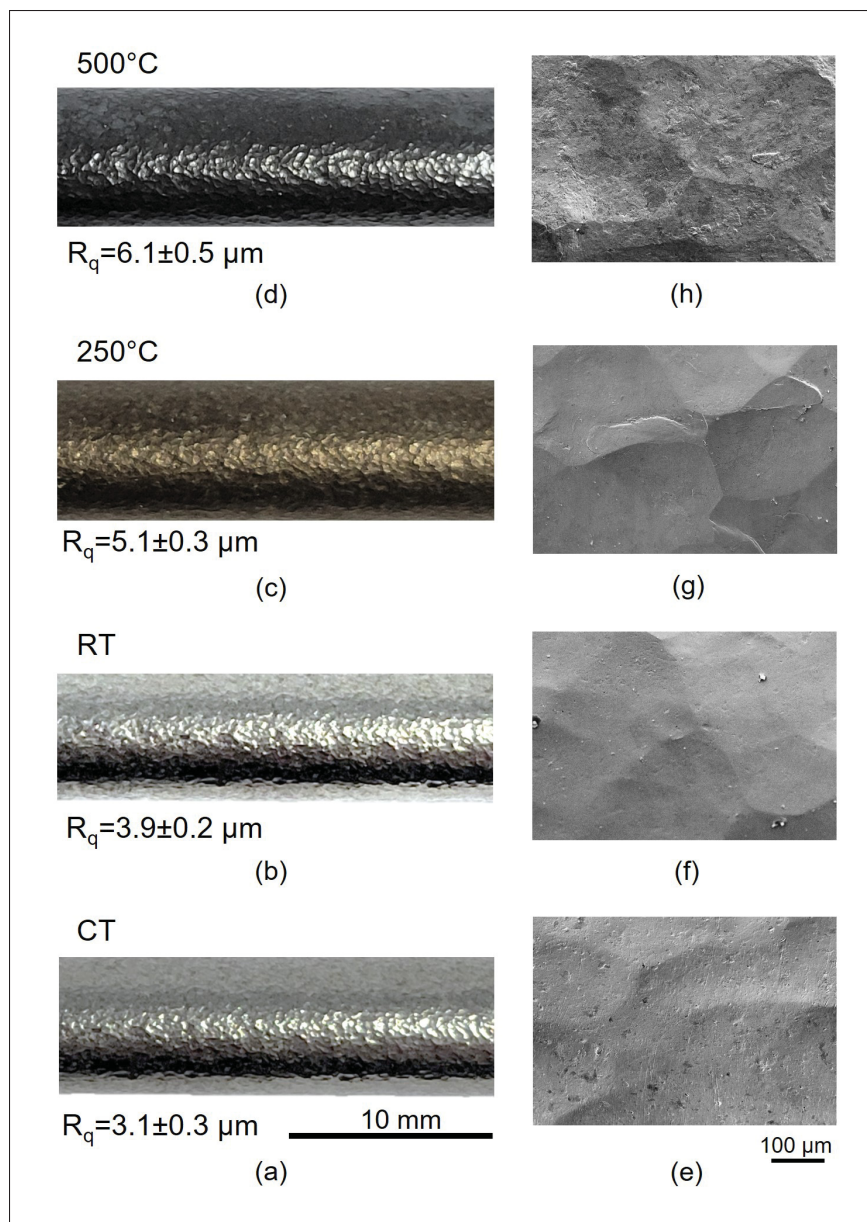 500°C
R_q=6.1±0.5 µm
(d)
(h)
250°C
R_q=5.1±0.3 µm
(c)
(g)
RT
R_q=3.9±0.2 µm
(b)
(f)
CT
R_q=3.1±0.3 µm
10 mm
100 µm
(a)
(e)